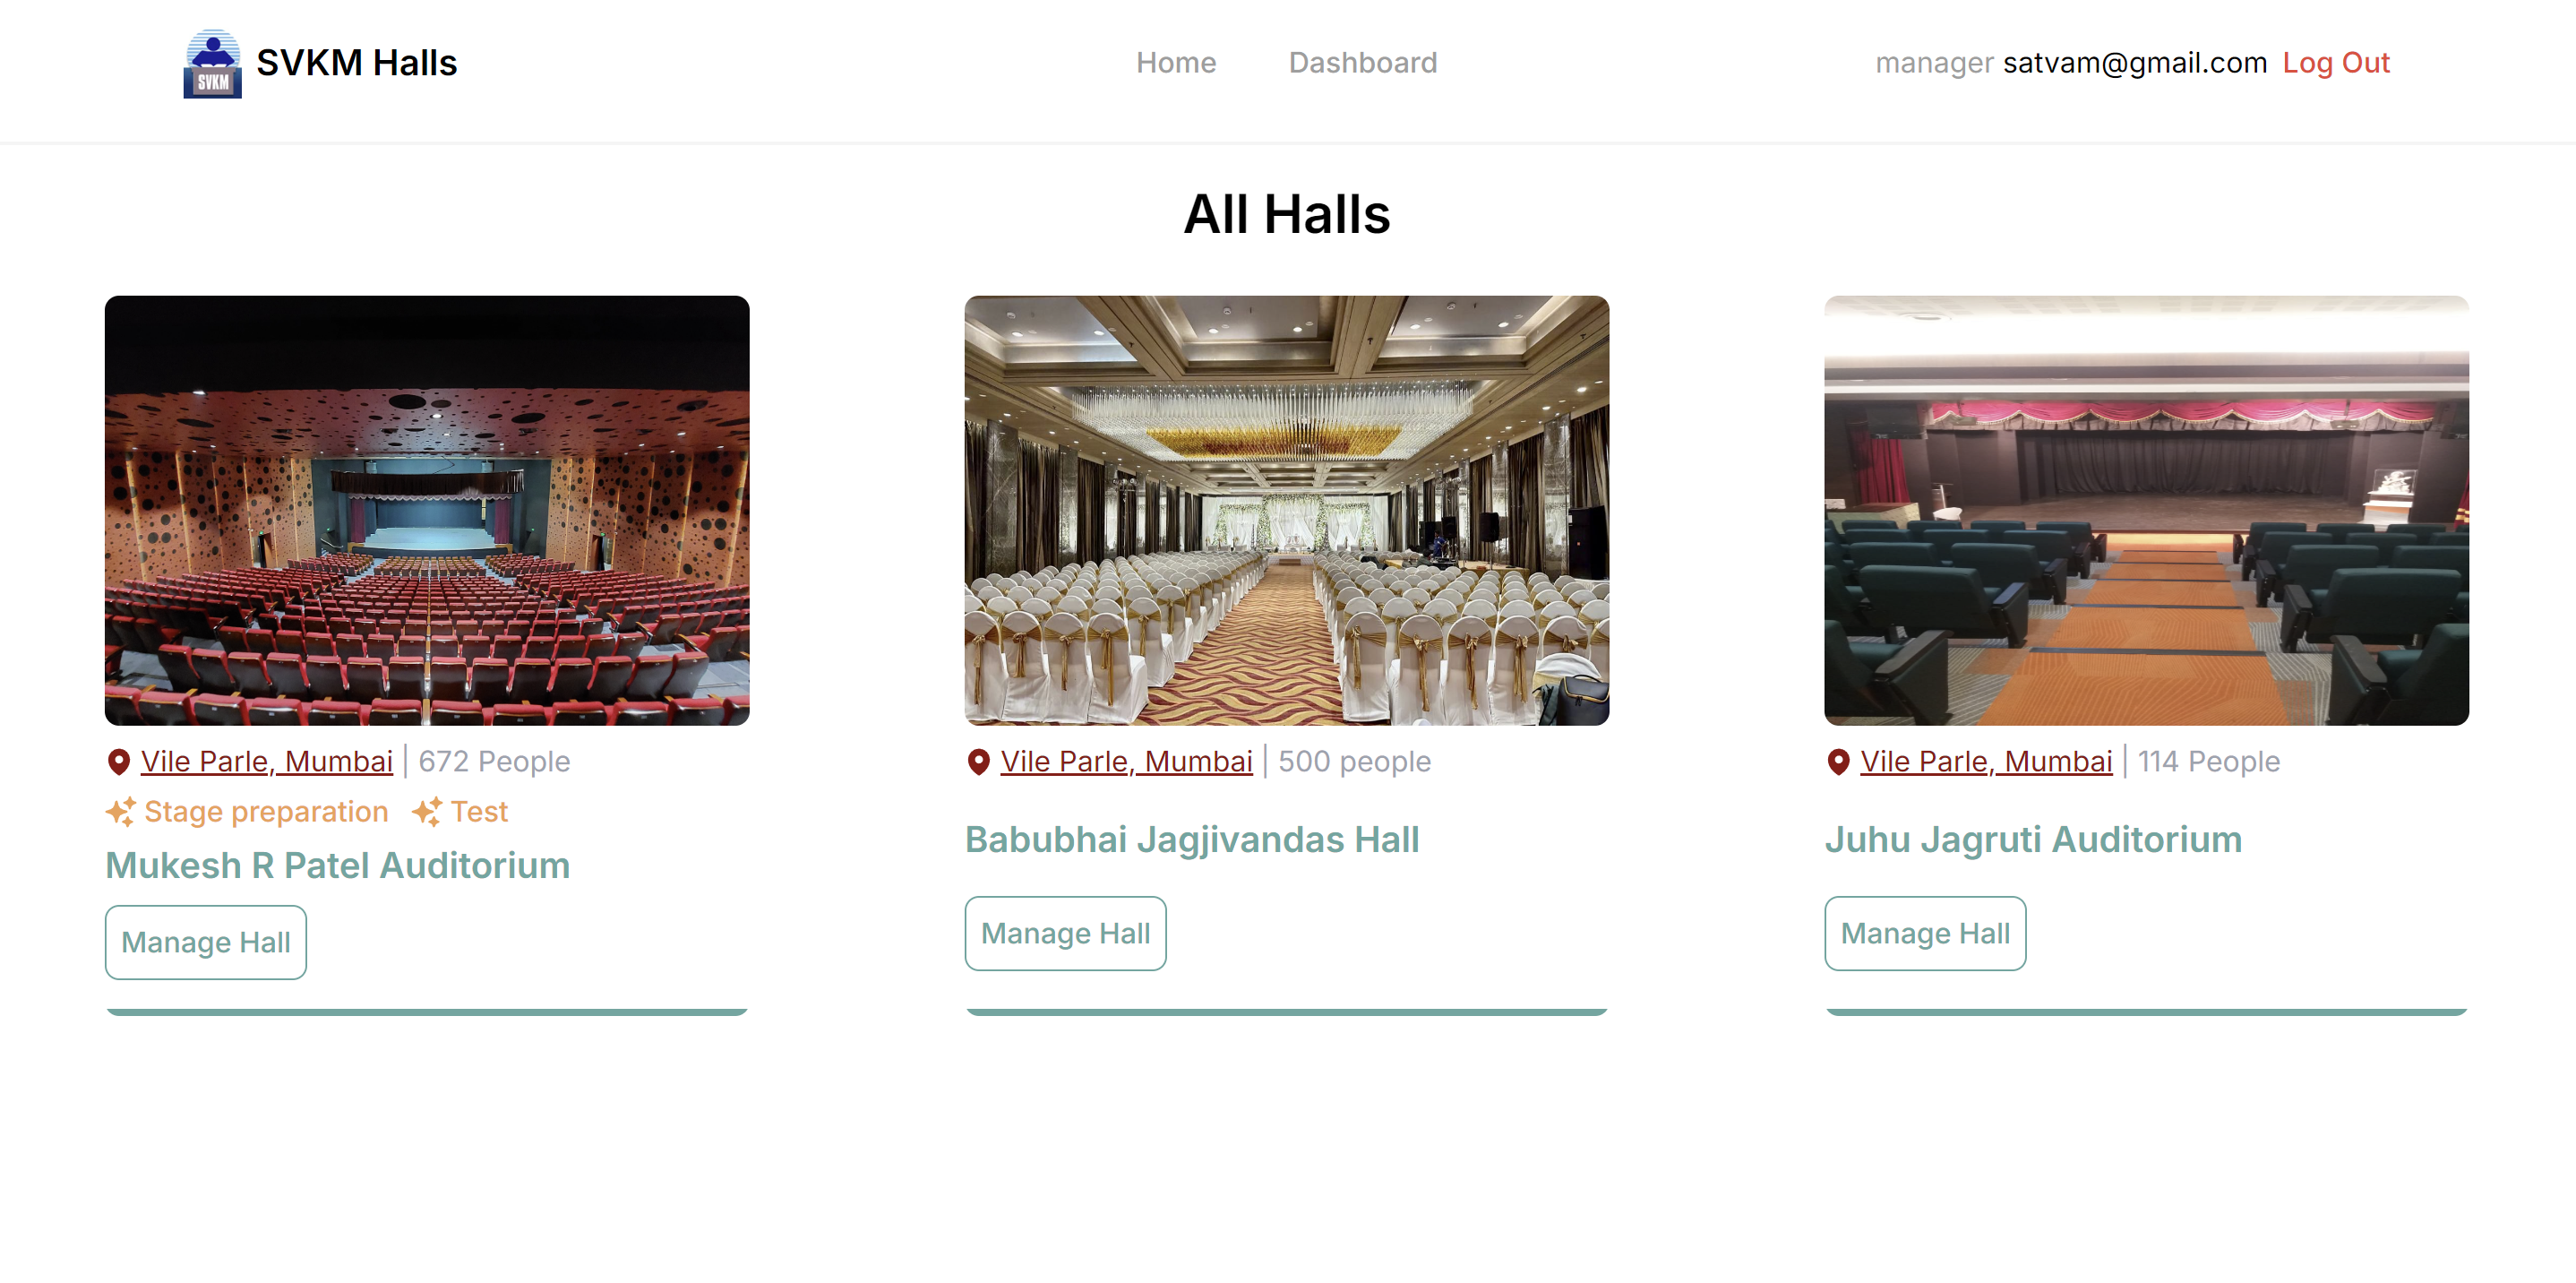 SVKM
SVKM Halls
Home
Dashboard
manager satvam@gmail.com Log Out
All Halls
Vile Parle, Mumbai | 672 People
Stage preparation Test
Mukesh R Patel Auditorium
Manage Hall
Vile Parle, Mumbai | 500 people
Babubhai Jagjivandas Hall
Manage Hall
Vile Parle, Mumbai | 114 People
Juhu Jagruti Auditorium
Manage Hall